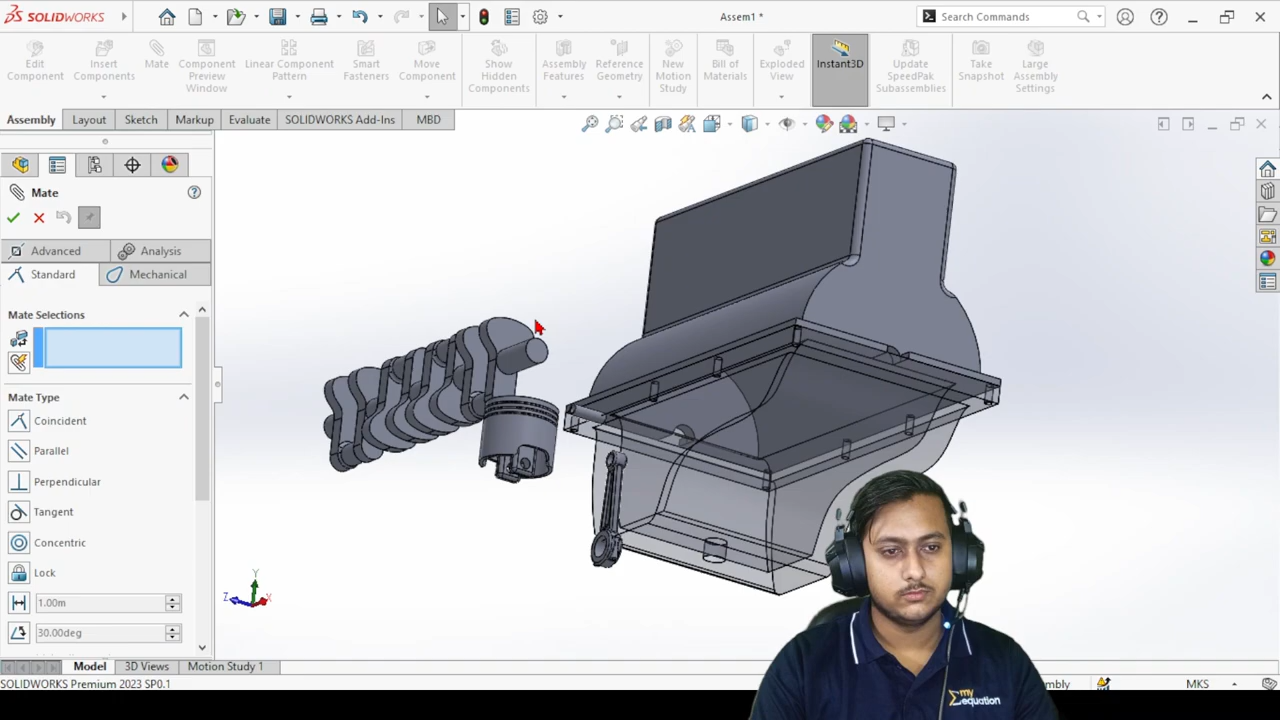 SOLIDWORKS
Assem1 *
Search Commands
Edit Component
Insert Components
Mate
Component Preview Window
Linear Component Pattern
Smart Fasteners
Move Component
Show Hidden Components
Assembly Features
Reference Geometry
New Motion Study
Bill of Materials
Exploded View
Instant3D
Update SpeedPak Subassemblies
Take Snapshot
Large Assembly Settings
Assembly
Layout
Sketch
Markup
Evaluate
SOLIDWORKS Add-Ins
MBD
Mate
Advanced
Analysis
Standard
Mechanical
Mate Selections
Mate Type
Coincident
Parallel
Perpendicular
Tangent
Concentric
Lock
1.00m
30.00deg
Y
Z
X
Model
3D Views
Motion Study 1
SOLIDWORKS Premium 2023 SP0.1
MKS
my
equation